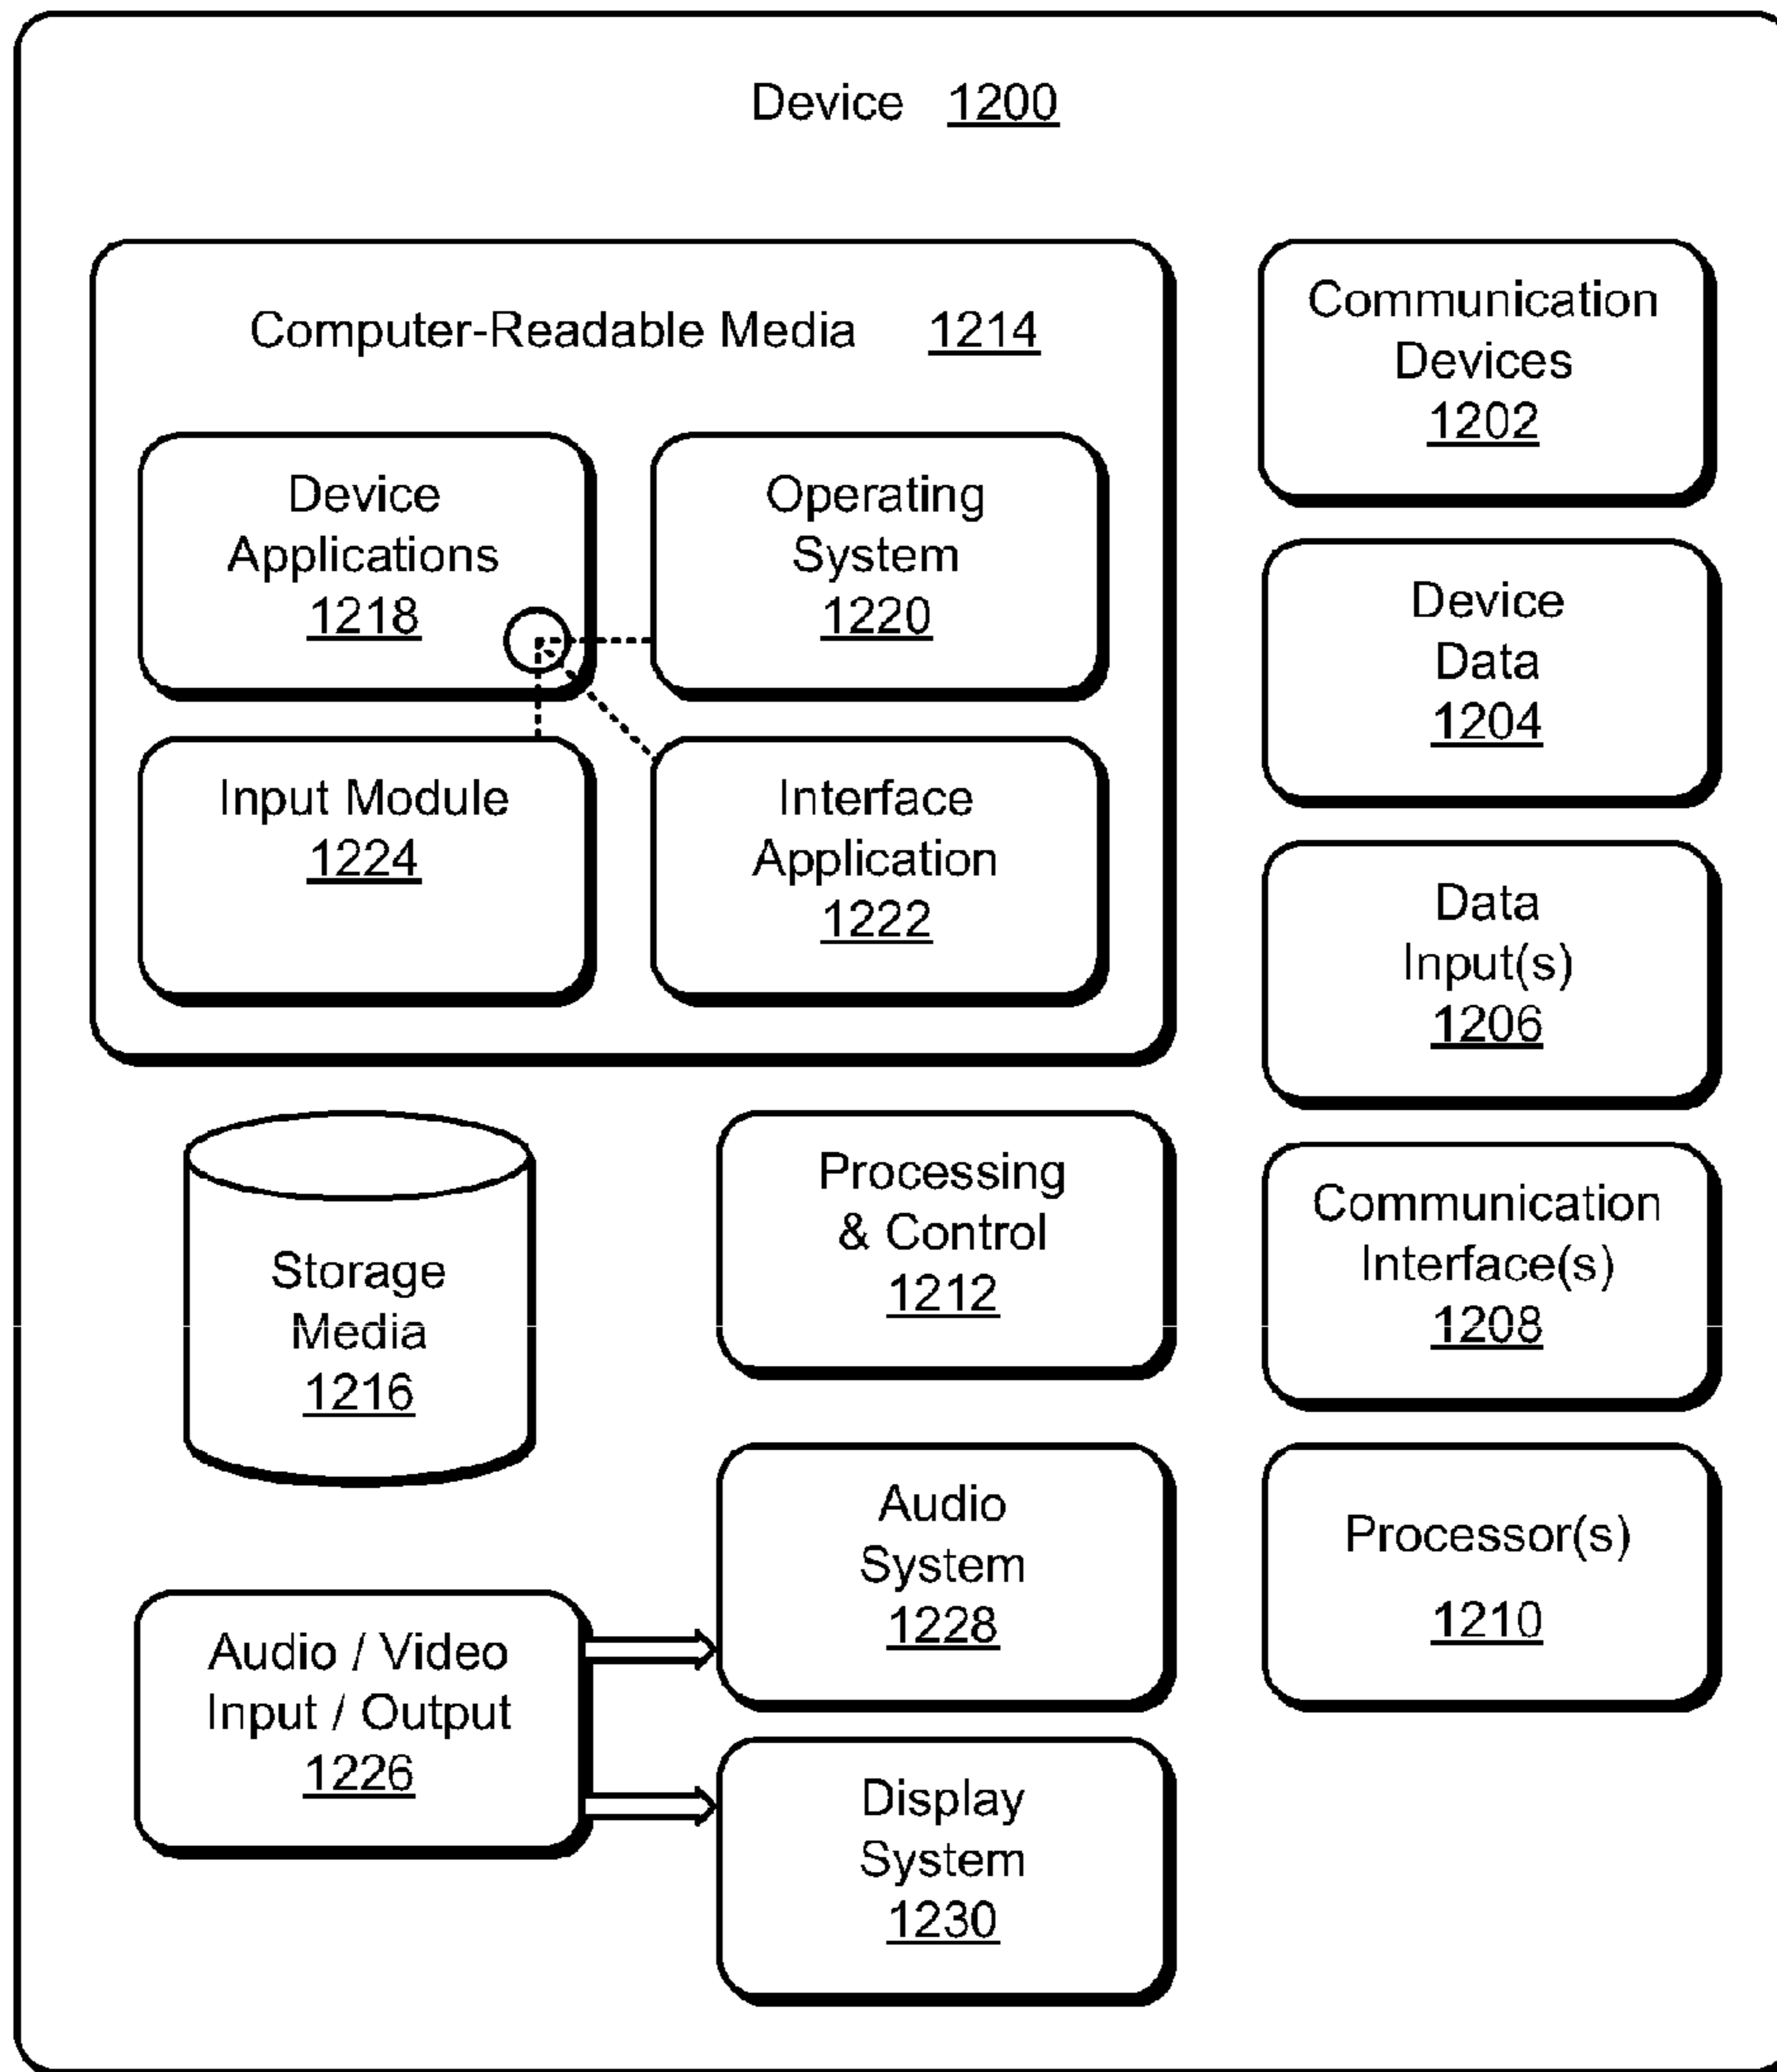 Device 1200
Computer-Readable Media 1214
Device
Applications
1218
Operating
System
1220
Input Module
1224
Interface
Application
1222
Communication
Devices
1202
Device
Data
1204
Data
Input(s)
1206
Communication
Interface(s)
1208
Processor(s)
1210
Storage
Media
1216
Processing
& Control
1212
Audio
System
1228
Audio / Video
Input / Output
1226
Display
System
1230